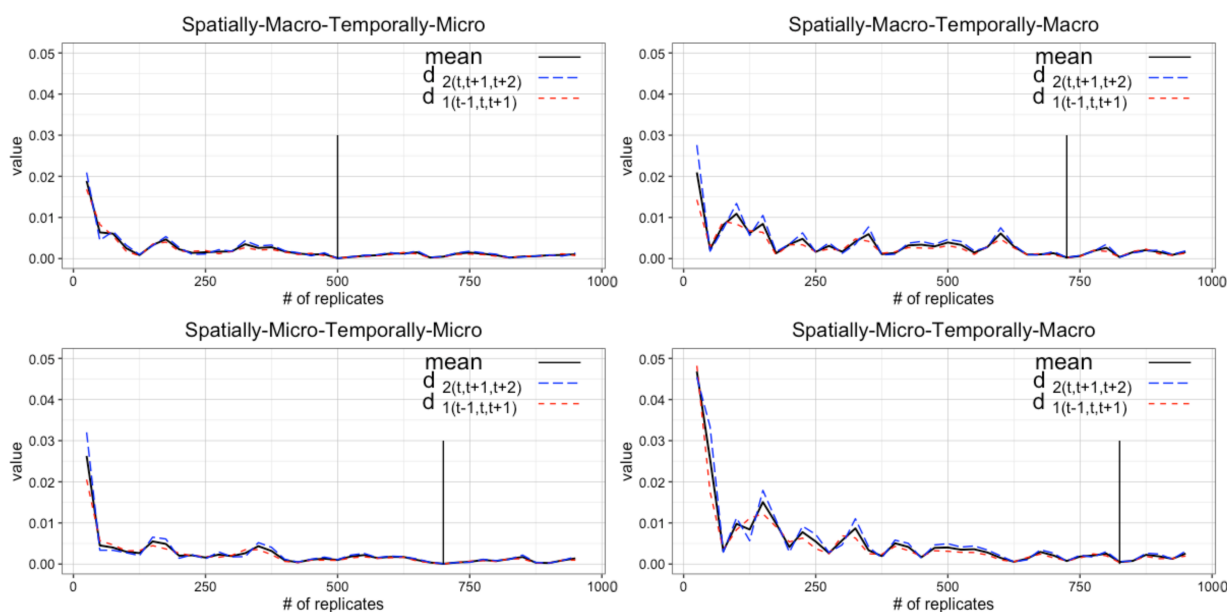 Spatially-Macro-Temporally-Micro
0.05
0.04
0.03
0.02
0.01
0.00
value
mean
d 2(t,t+1,t+2)
d 1(t-1,t,t+1)
0 250 500 750 1000
# of replicates
Spatially-Macro-Temporally-Macro
0.05
0.04
0.03
0.02
0.01
0.00
value
mean
d 2(t,t+1,t+2)
d 1(t-1,t,t+1)
0 250 500 750 1000
# of replicates
Spatially-Micro-Temporally-Micro
0.05
0.04
0.03
0.02
0.01
0.00
value
mean
d 2(t,t+1,t+2)
d 1(t-1,t,t+1)
0 250 500 750 1000
# of replicates
Spatially-Micro-Temporally-Macro
0.05
0.04
0.03
0.02
0.01
0.00
value
mean
d 2(t,t+1,t+2)
d 1(t-1,t,t+1)
0 250 500 750 1000
# of replicates